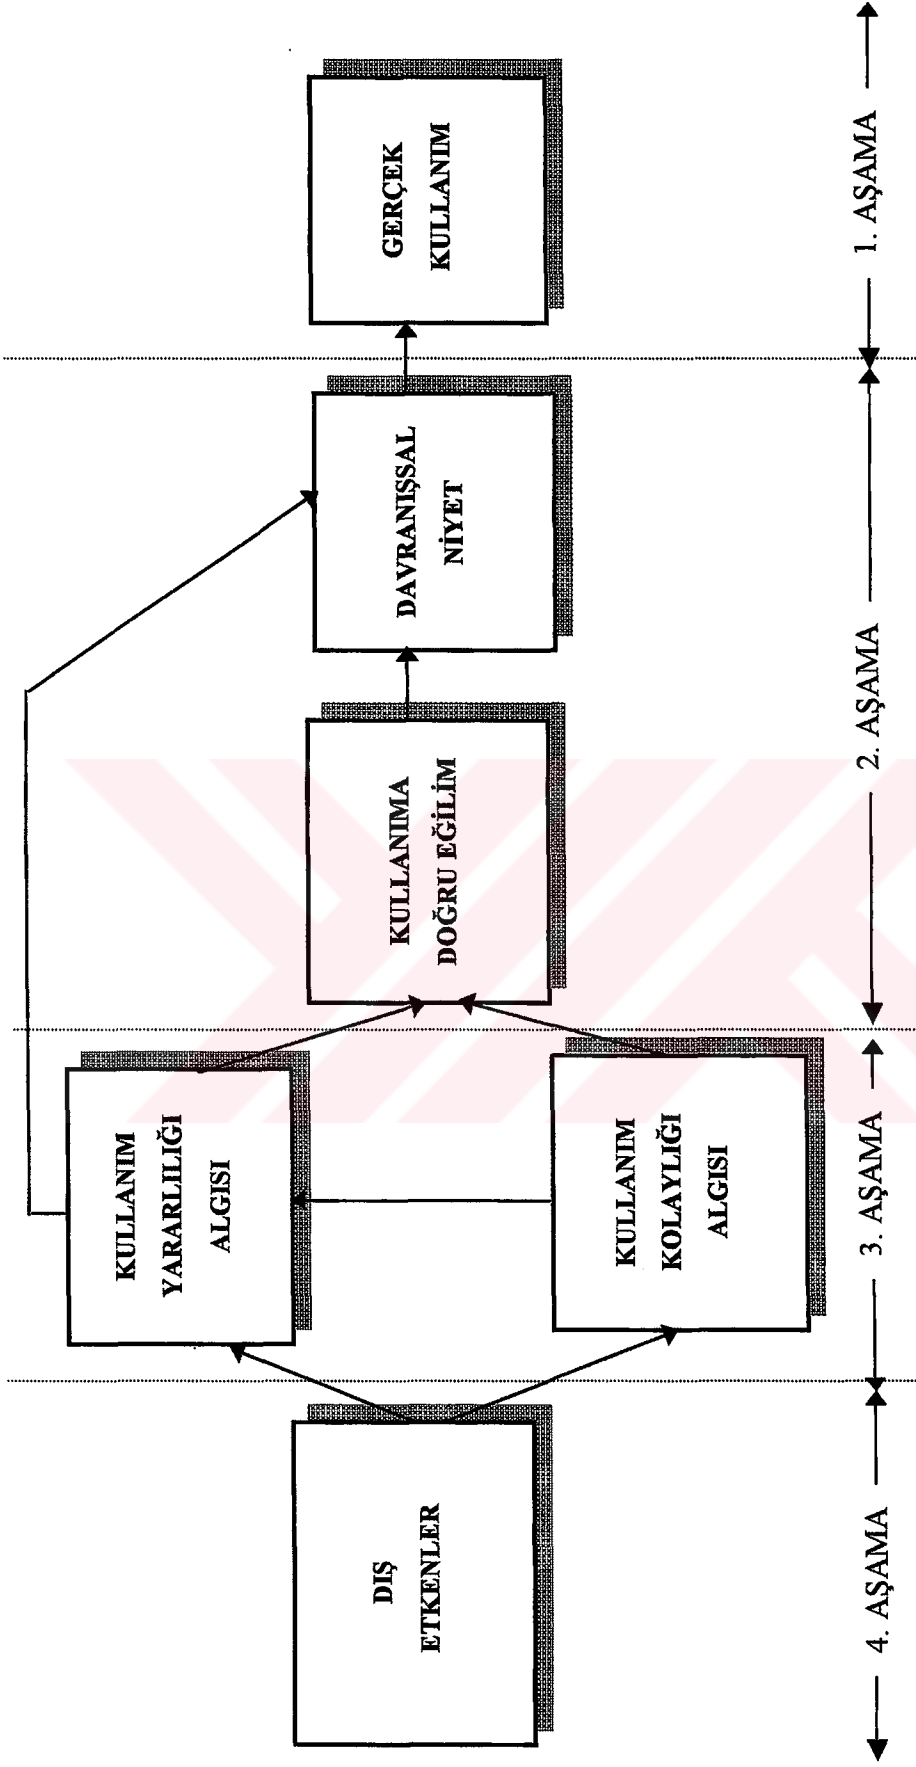 DIŞ
ETKENLER
KULLANIM
YARARLILIĞI
ALGISI
KULLANIM
KOLAYLIĞI
ALGISI
KULLANIMA
DOĞRU EĞİLİM
DAVRANIŞSAL
NİYET
GERÇEK
KULLANIM
4. AŞAMA
3. AŞAMA
2. AŞAMA
1. AŞAMA